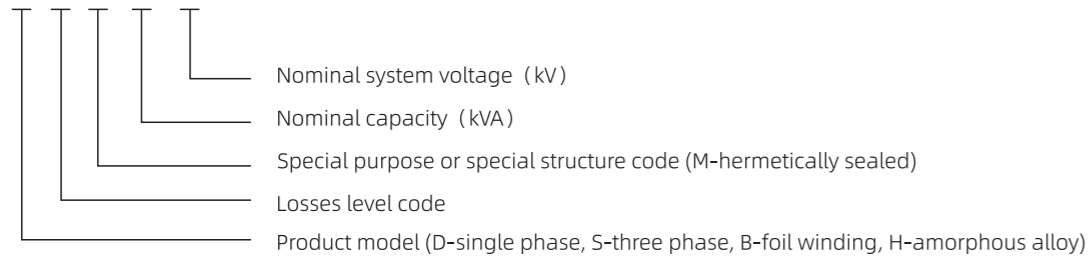 Nominal system voltage（kV）
Nominal capacity（kVA）
Special purpose or special structure code (M-hermetically sealed)
Losses level code
Product model (D-single phase, S-three phase, B-foil winding, H-amorphous alloy)